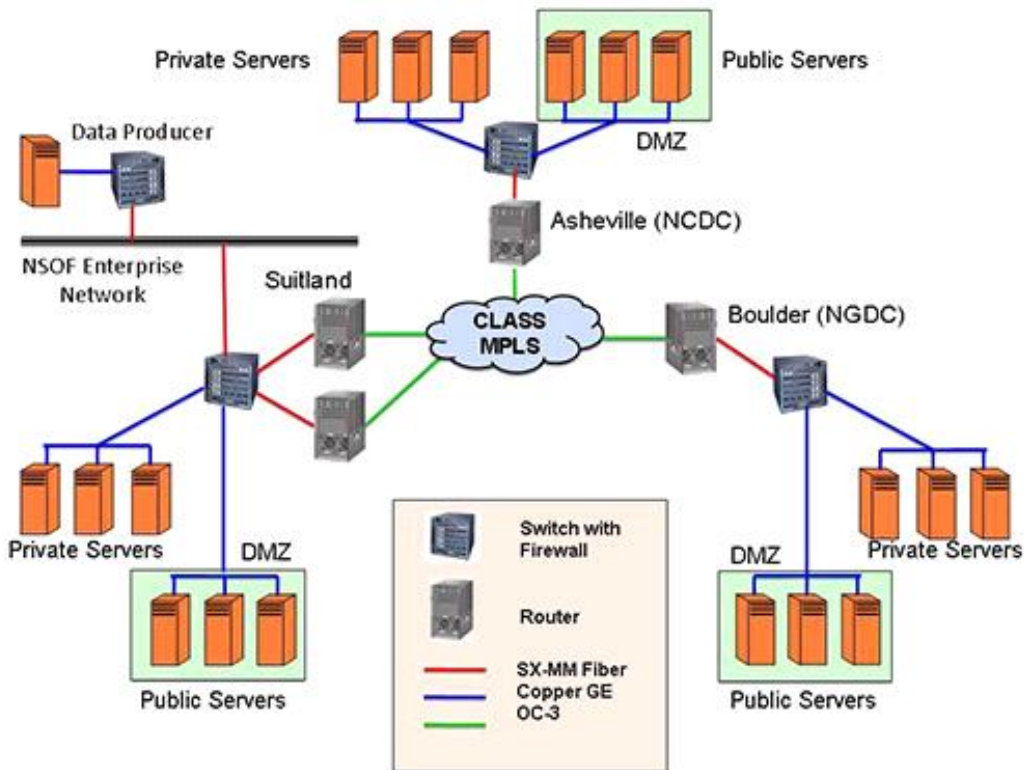 Private Servers
Public Servers
DMZ
Data Producer
NSOF Enterprise
Network
Asheville (NCDC)
Suitland
CLASS
MPLS
Boulder (NGDC)
Private Servers
DMZ
Public Servers
Private Servers
DMZ
Public Servers
Switch with
Firewall
Router
SX-MM Fiber
Copper GE
OC-3